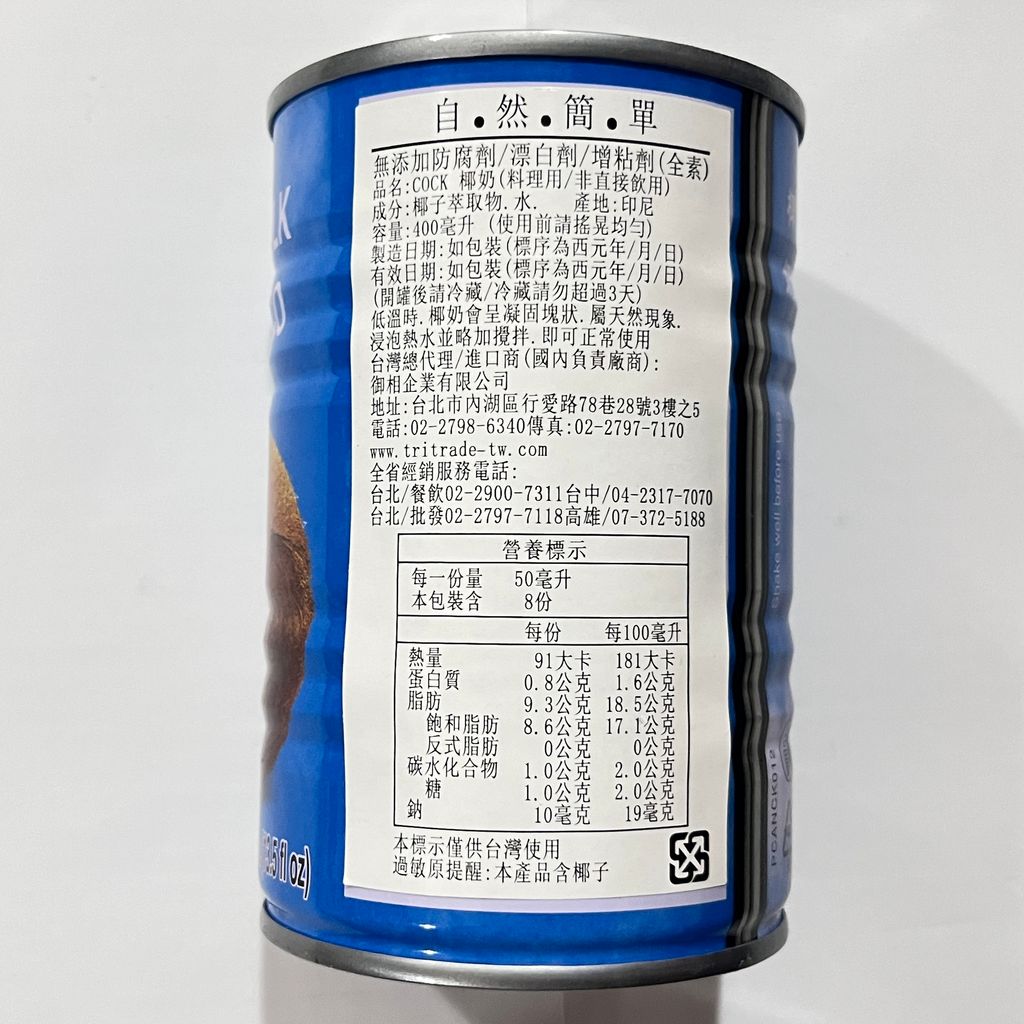 自.然.簡.單
無添加防腐劑/漂白劑/增粘劑(全素)
品名:COCK 椰奶(料理用/非直接飲用)
成分:椰子萃取物.水. 產地:印尼
容量:400毫升 (使用前請搖晃均勻)
製造日期:如包裝(標序為西元年/月/日)
有效日期:如包裝(標序為西元年/月/日)
(開罐後請冷藏/冷藏請勿超過3天)
低溫時.椰奶會呈凝固塊狀.屬天然現象.
浸泡熱水並略加攪拌.即可正常使用
台灣總代理/進口商(國內負責廠商):
御相企業有限公司
地址:台北市內湖區行愛路78巷28號3樓之5
電話:02-2798-6340傳真:02-2797-7170
www.tritrade-tw.com
全省經銷服務電話:
台北/餐飲02-2900-7311台中/04-2317-7070
台北/批發02-2797-7118高雄/07-372-5188
營養標示
每一份量 50毫升
本包裝含 8份
每份 每100毫升
熱量 91大卡 181大卡
蛋白質 0.8公克 1.6公克
脂肪 9.3公克 18.5公克
飽和脂肪 8.6公克 17.1公克
反式脂肪 0公克 0公克
碳水化合物 1.0公克 2.0公克
糖 1.0公克 2.0公克
鈉 10毫克 19毫克
本標示僅供台灣使用
過敏原提醒:本產品含椰子
.5 fl oz)
Shake well before use
PCANCK012